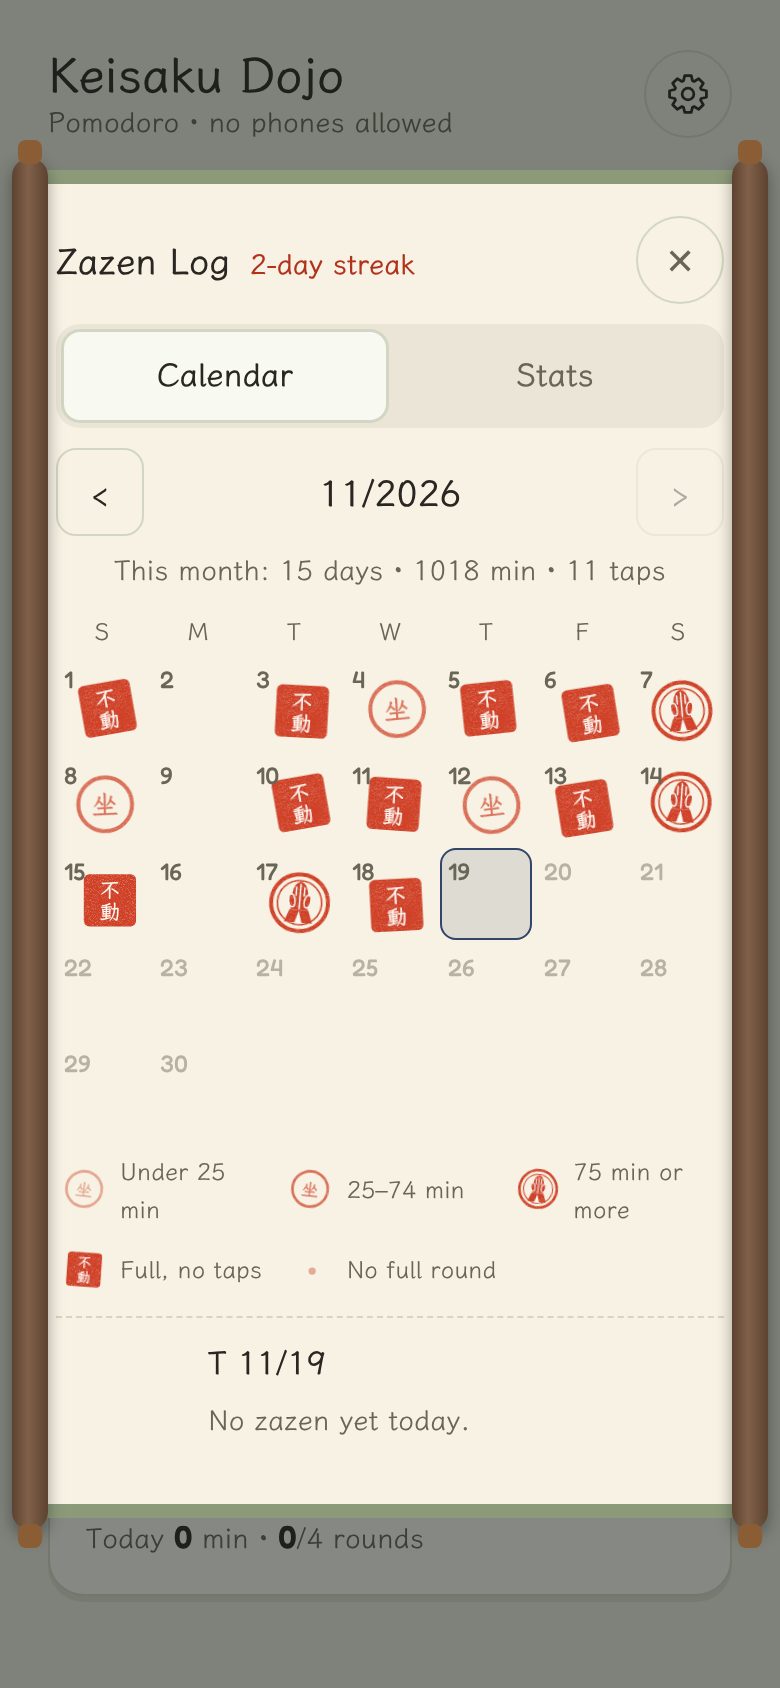 Keisaku Dojo
Pomodoro • no phones allowed
Zazen Log 2-day streak ×
Calendar Stats
< 11/2026 >
This month: 15 days • 1018 min • 11 taps
S M T W T F S
1 不動 2 3 不動 4 坐 5 不動 6 不動 7
8 坐 9 10 不動 11 不動 12 坐 13 不動 14
15 不動 16 17 18 不動 19 20 21
22 23 24 25 26 27 28
29 30
坐 Under 25 min 坐 25–74 min 75 min or more
不動 Full, no taps • No full round
T 11/19
No zazen yet today.
Today 0 min • 0/4 rounds